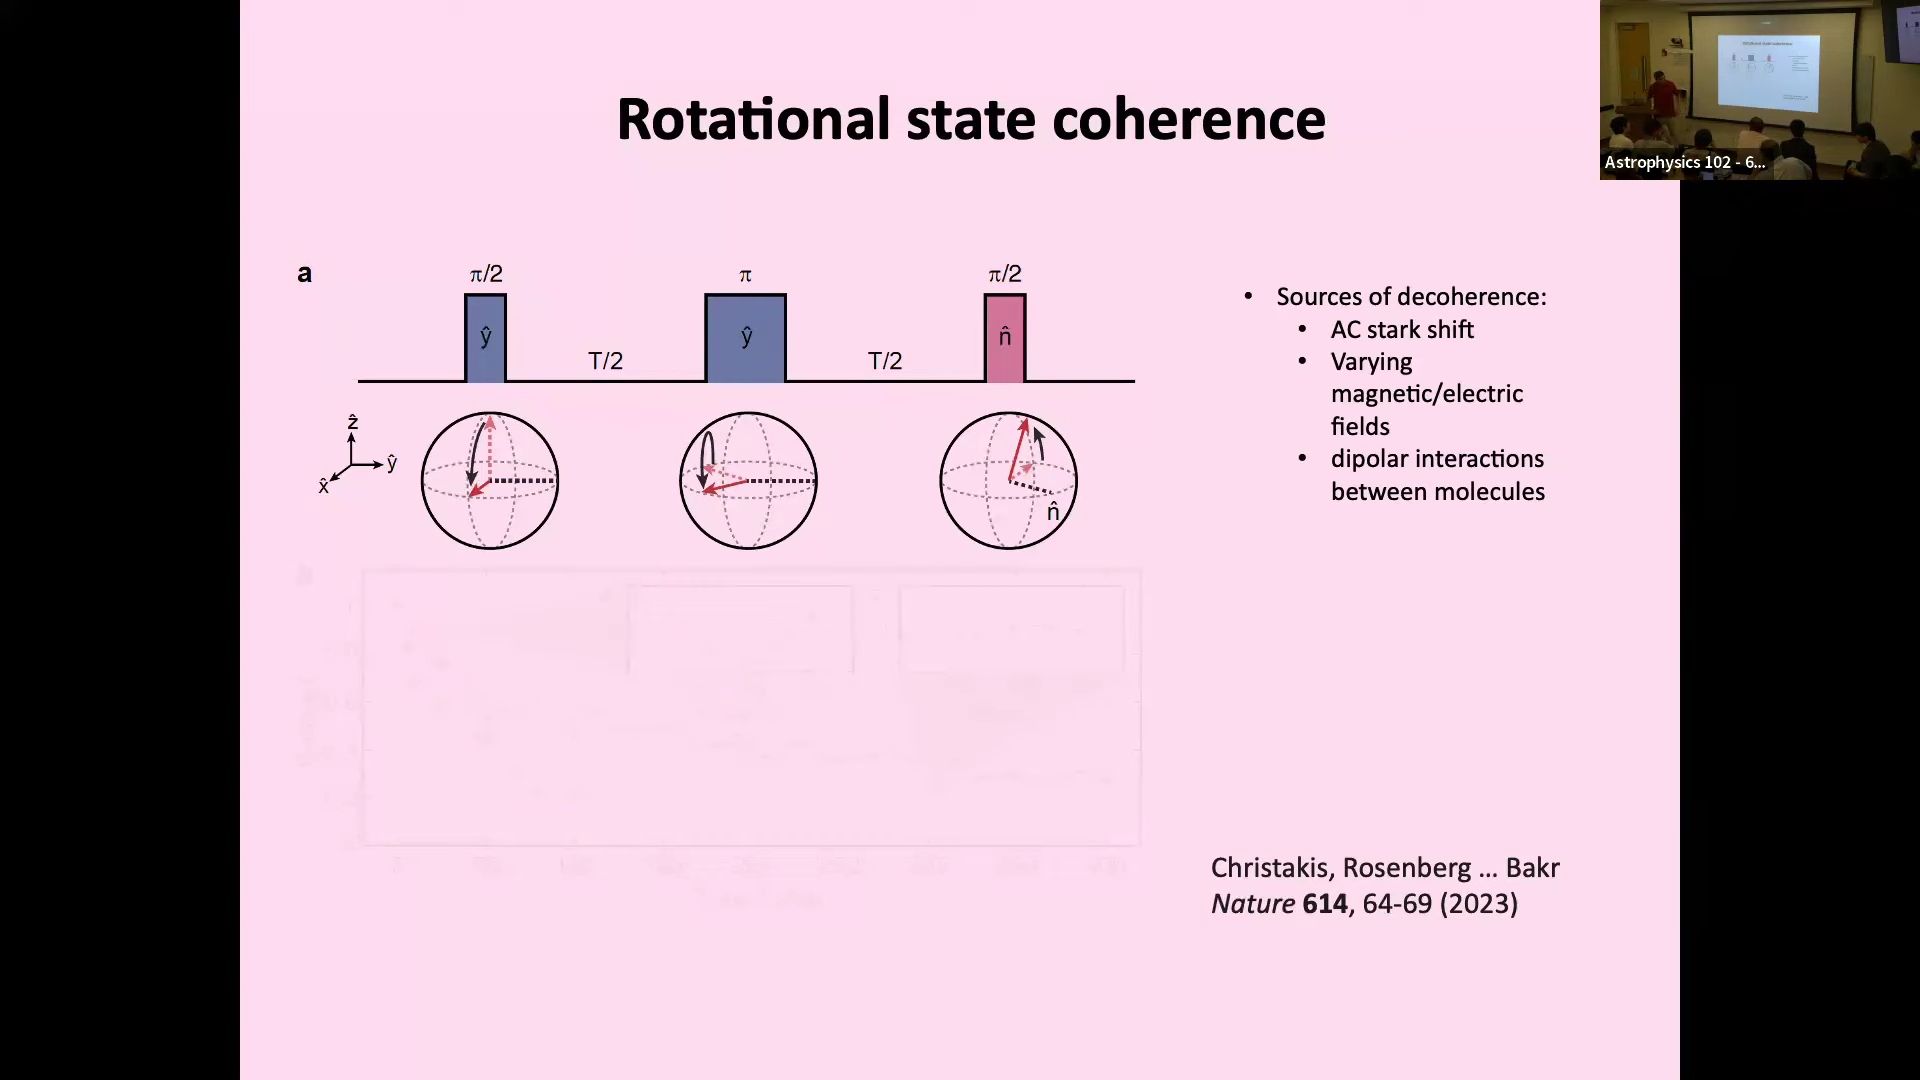 Rotational state coherence
Astrophysics 102 - 6...
a
π/2
π
π/2
ŷ
ŷ
n̂
T/2
T/2
ẑ
ŷ
x̂
n̂
• Sources of decoherence:
• AC stark shift
• Varying
magnetic/electric
fields
• dipolar interactions
between molecules
Christakis, Rosenberg ... Bakr
Nature 614, 64-69 (2023)